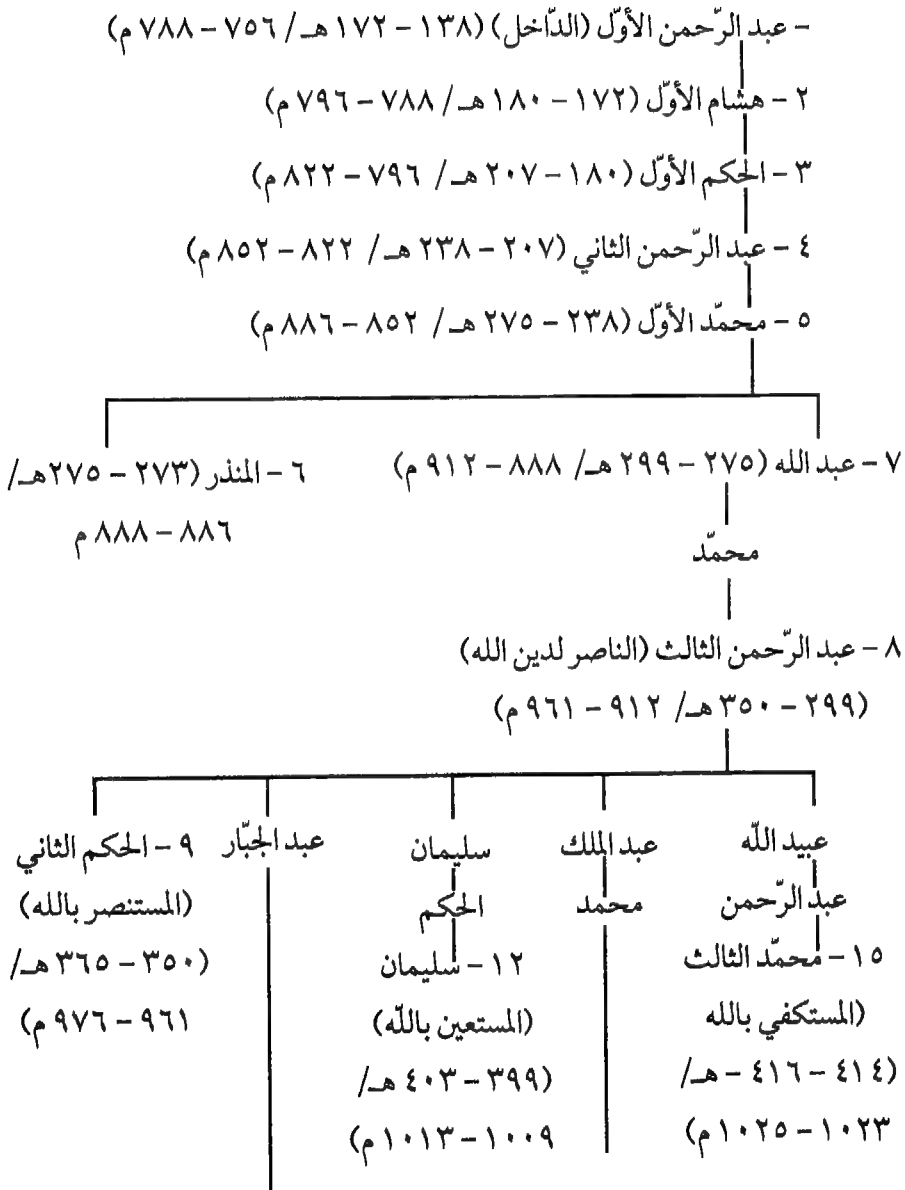 - عبد الرّحمن الأوّل (الدّاخل) (١٣٨ - ١٧٢ هـ/ ٧٥٦ - ٧٨٨ م)
٢ - هشام الأوّل (١٧٢ - ١٨٠ هـ/ ٧٨٨ - ٧٩٦ م)
٣ - الحكم الأوّل (١٨٠ - ٢٠٧ هـ/ ٧٩٦ - ٨٢٢ م)
٤ - عبد الرّحمن الثاني (٢٠٧ - ٢٣٨ هـ/ ٨٢٢ - ٨٥٢ م)
٥ - محمّد الأوّل (٢٣٨ - ٢٧٥ هـ/ ٨٥٢ - ٨٨٦ م)
٧ - عبد الله (٢٧٥ - ٢٩٩ هـ/ ٨٨٨ - ٩١٢ م)
٦ - المنذر (٢٧٣ - ٢٧٥هـ/
٨٨٦ - ٨٨٨ م
محمّد
٨ - عبد الرّحمن الثالث (الناصر لدين الله)
(٢٩٩ - ٣٥٠ هـ/ ٩١٢ - ٩٦١ م)
عبيد اللّه
عبد الرّحمن
١٥ - محمّد الثالث
(المستكفي بالله
(٤١٤ - ٤١٦ - هـ/
١٠٢٣ - ١٠٢٥ م)
عبد الملك
محمد
سليمان
الحكم
١٢ - سليمان
(المستعين باللّه)
(٣٩٩ - ٤٠٣ هـ/
١٠٠٩ - ١٠١٣ م)
عبد الجبّار
٩ - الحكم الثاني
(المستنصر بالله)
(٣٥٠ - ٣٦٥ هـ/
٩٦١ - ٩٧٦ م)